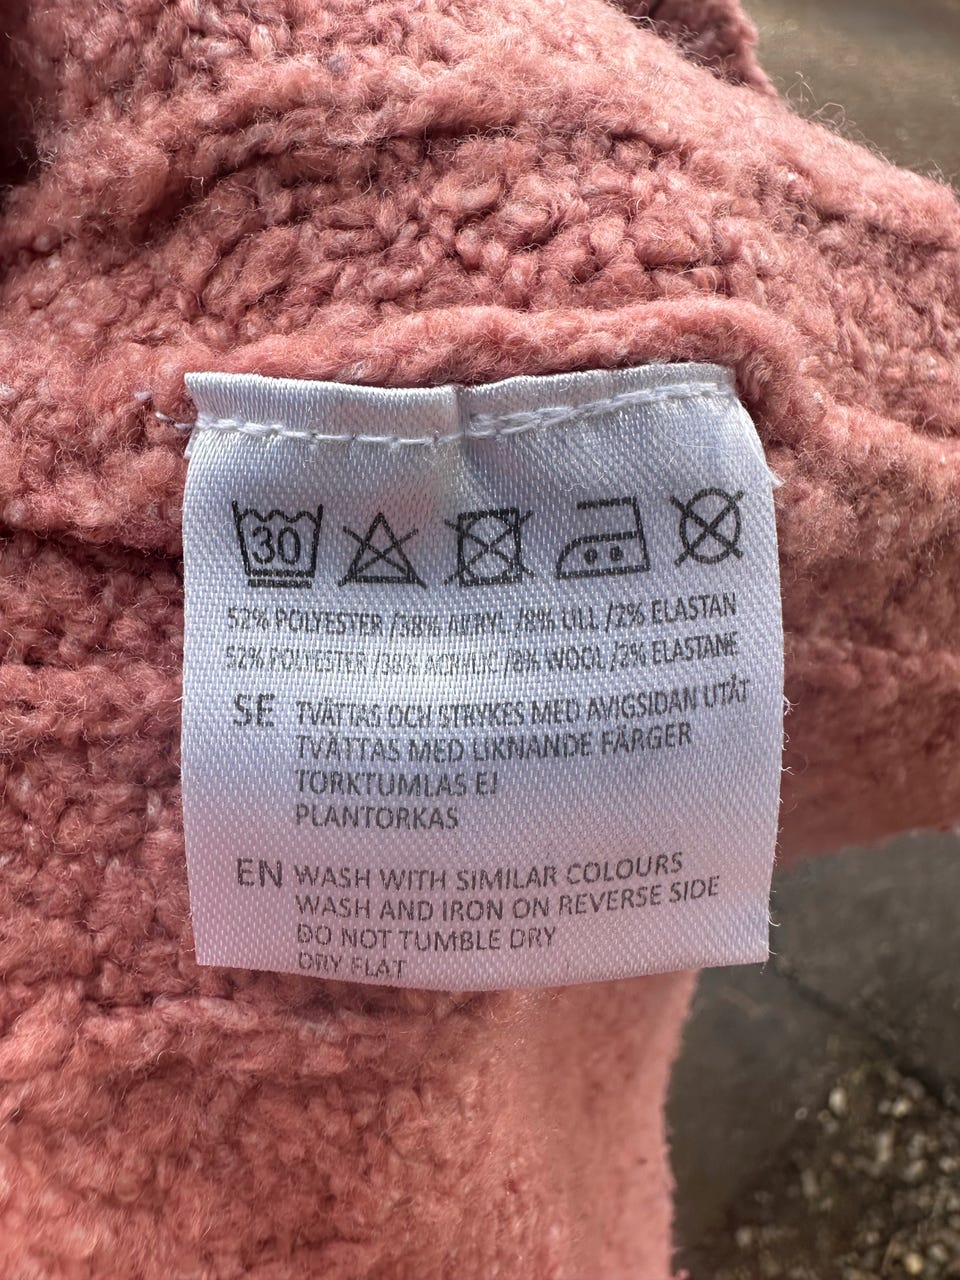 30
52% POLYESTER /38% AKRYL /8% ULL /2% ELASTAN
52% POLYESTER /38% ACRYLIC /8% WOOL /2% ELASTANE
SE TVÄTTAS OCH STRYKES MED AVIGSIDAN UTÅT
TVÄTTAS MED LIKNANDE FÄRGER
TORKTUMLAS EJ
PLANTORKAS
EN WASH WITH SIMILAR COLOURS
WASH AND IRON ON REVERSE SIDE
DO NOT TUMBLE DRY
DRY FLAT